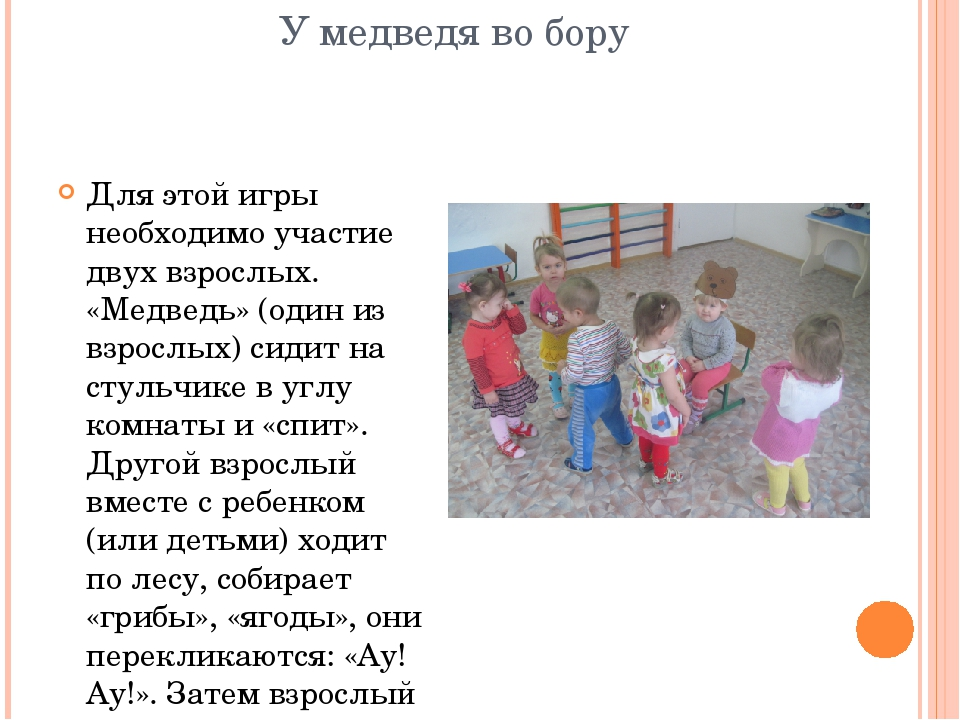 У медведя во бору
Для этой игры
необходимо участие
двух взрослых.
«Медведь» (один из
взрослых) сидит на
стульчике в углу
комнаты и «спит».
Другой взрослый
вместе с ребенком
(или детьми) ходит
по лесу, собирает
«грибы», «ягоды», они
перекликаются: «Ау!
Ау!». Затем взрослый